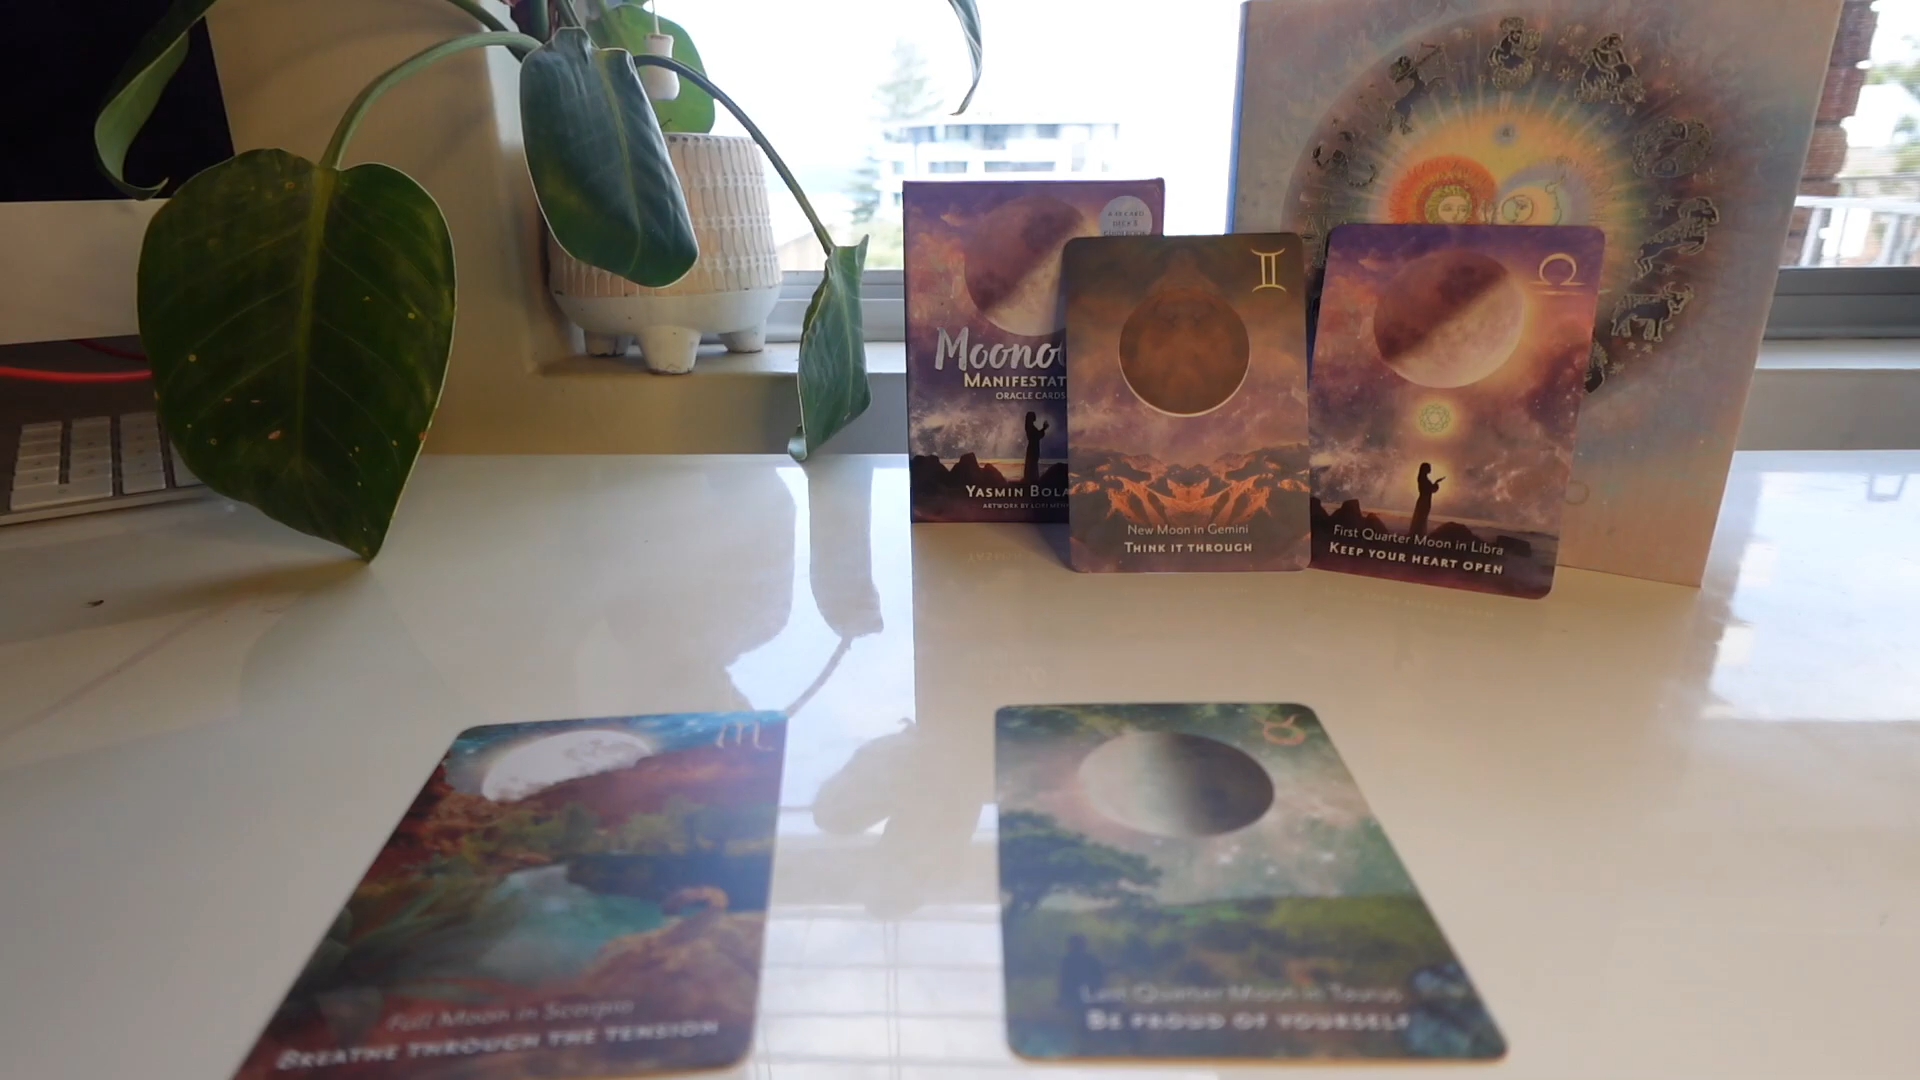 Moono
MANIFESTAT
ORACLE CARDS
YASMIN BOLA
New Moon in Gemini
THINK IT THROUGH
First Quarter Moon in Libra
KEEP YOUR HEART OPEN
Full Moon in Scorpio
BREATHE THROUGH THE TENSION
Last Quarter Moon in Taurus
BE PROUD OF YOURSELF